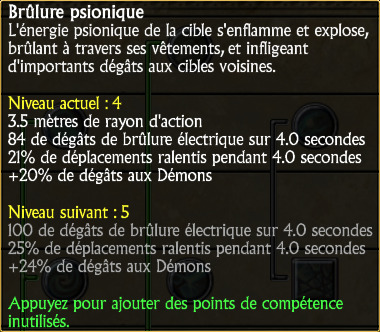 Brûlure psionique
L'énergie psionique de la cible s'enflamme et explose,
brûlant à travers ses vêtements, et infligeant
d'importants dégâts aux cibles voisines.
Niveau actuel : 4
3.5 mètres de rayon d'action
84 de dégâts de brûlure électrique sur 4.0 secondes
21% de déplacements ralentis pendant 4.0 secondes
+20% de dégâts aux Démons
Niveau suivant : 5
100 de dégâts de brûlure électrique sur 4.0 secondes
25% de déplacements ralentis pendant 4.0 secondes
+24% de dégâts aux Démons
Appuyez pour ajouter des points de compétence
inutilisés.